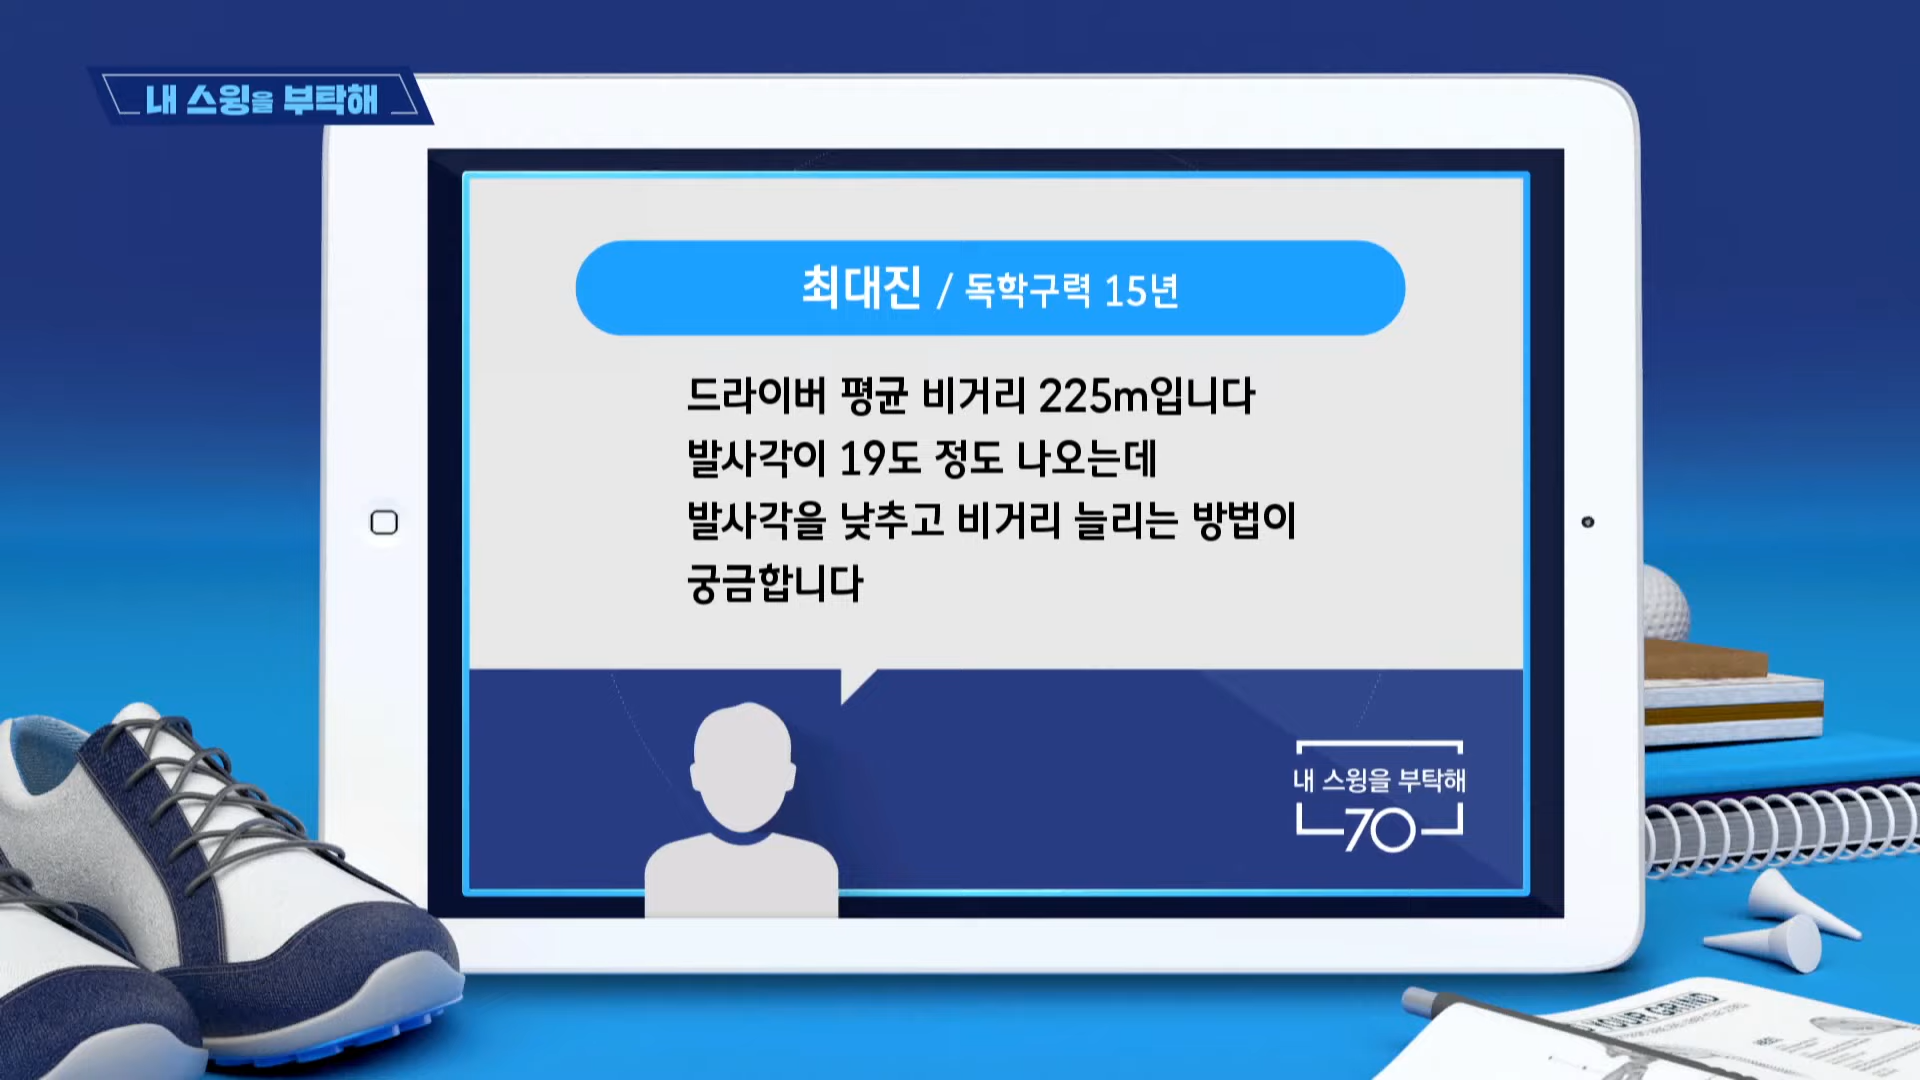 내 스윙을 부탁해
최대진 / 독학구력 15년
드라이버 평균 비거리 225m입니다
발사각이 19도 정도 나오는데
발사각을 낮추고 비거리 늘리는 방법이
궁금합니다
내 스윙을 부탁해
70
YOUR GRIND